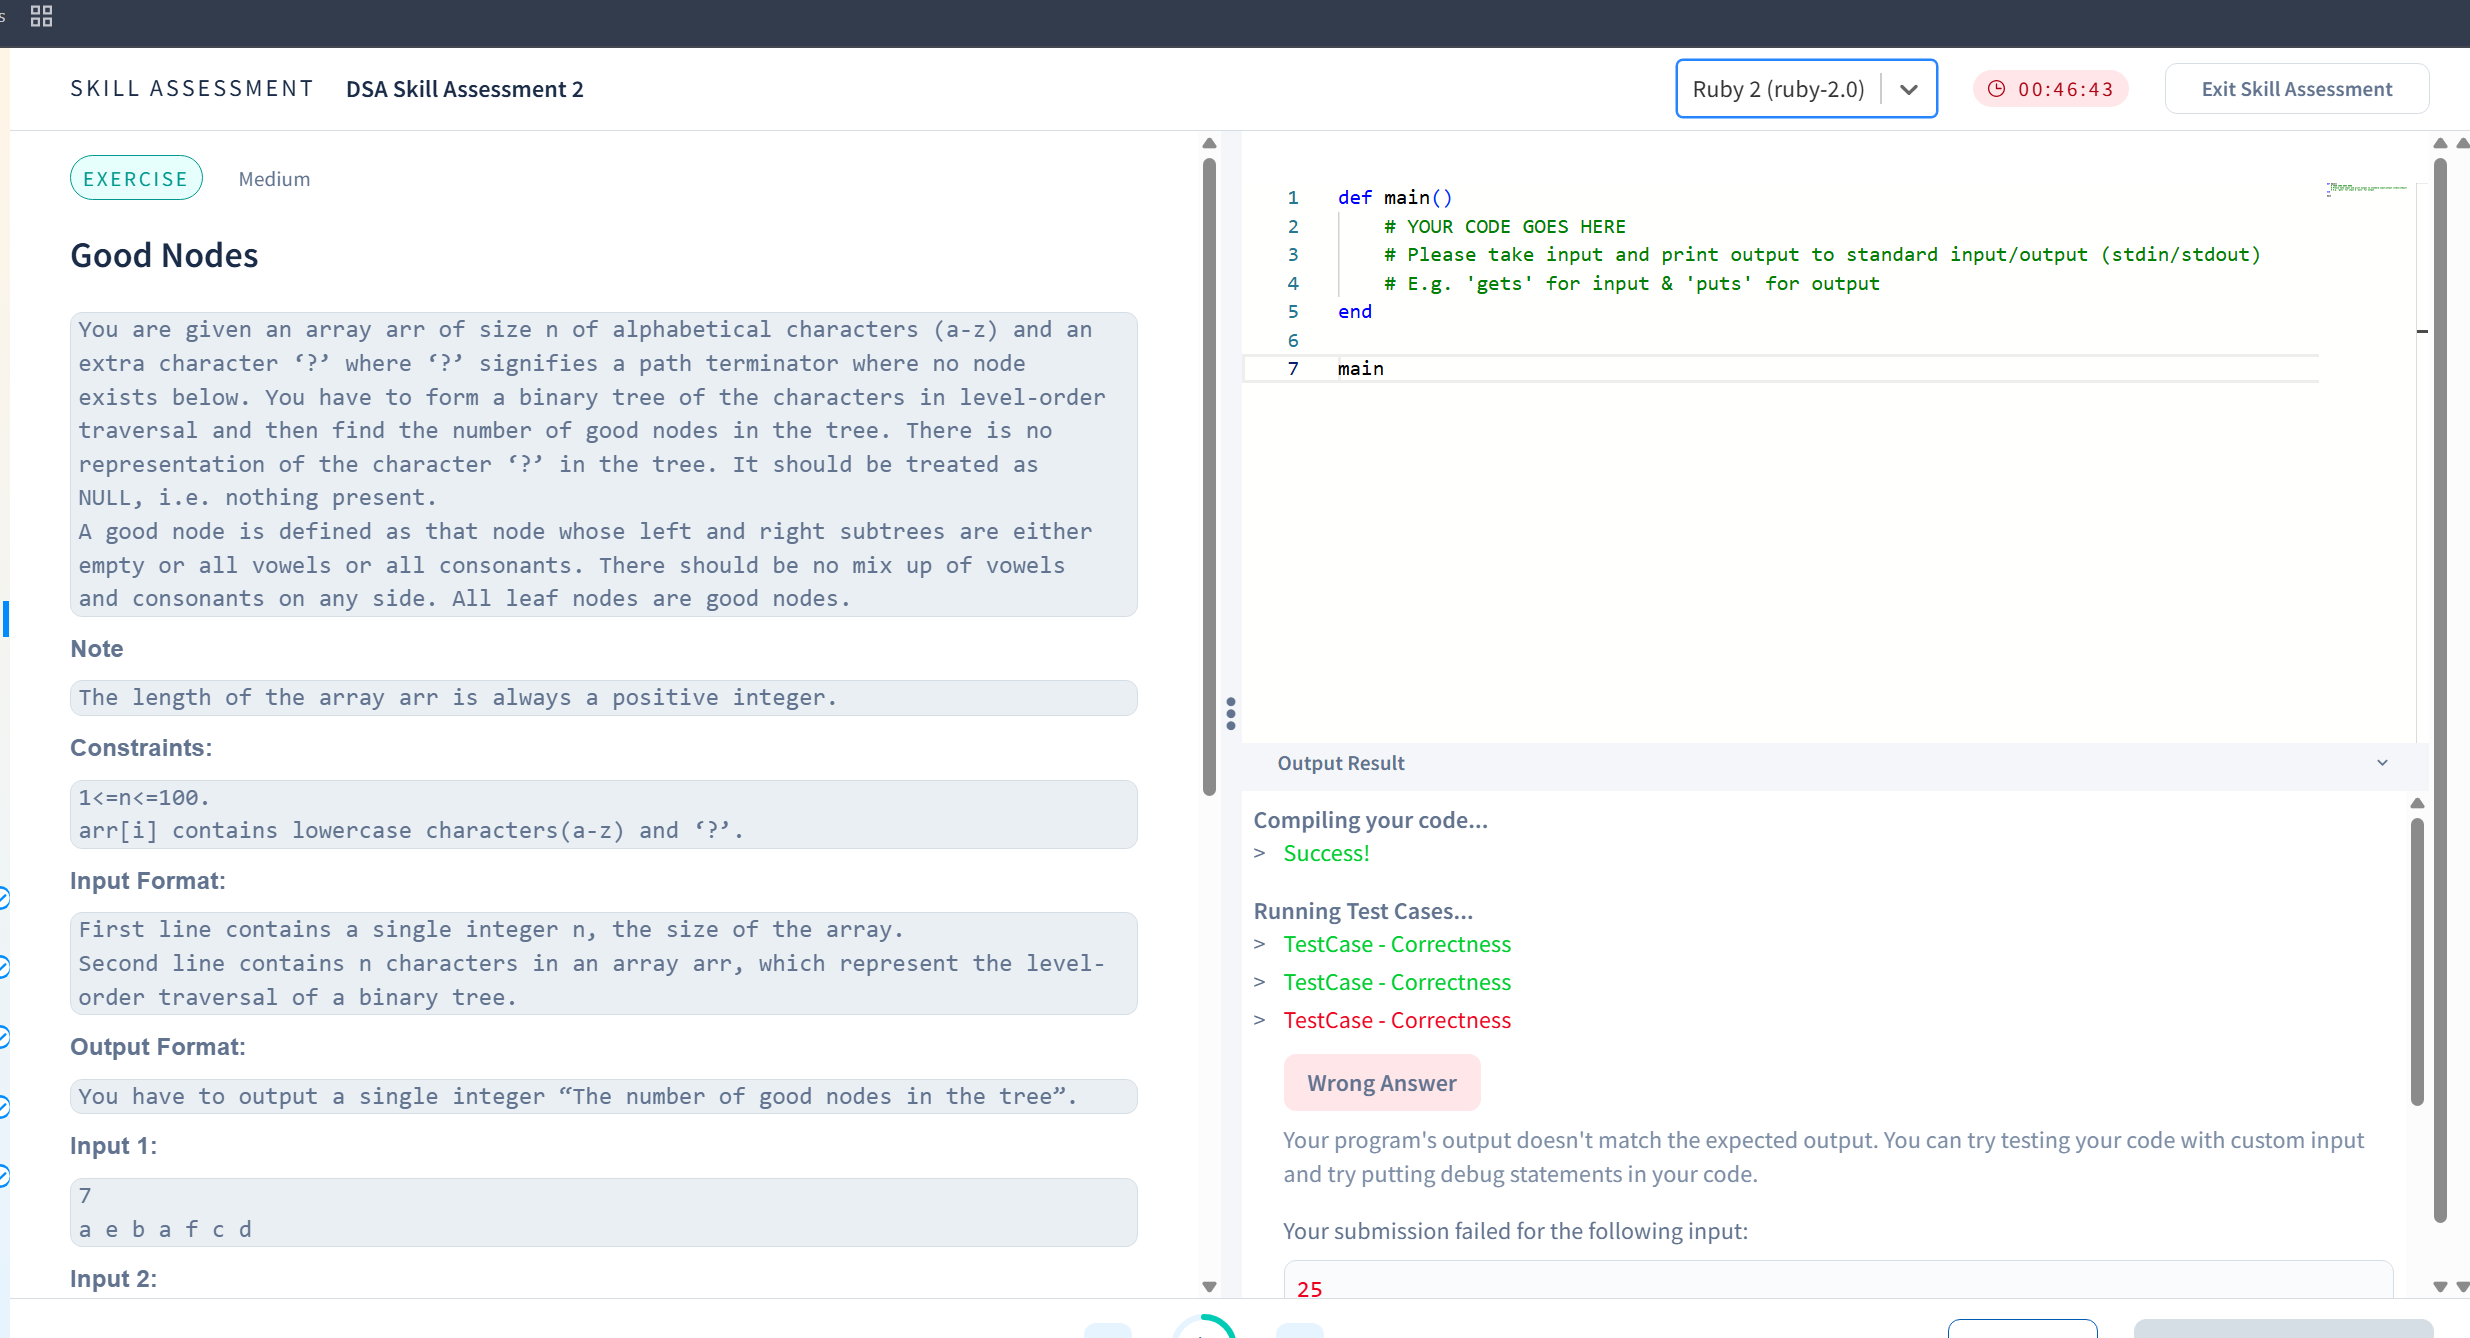 s
SKILL ASSESSMENT
DSA Skill Assessment 2
Ruby 2 (ruby-2.0)
00:46:43
Exit Skill Assessment
EXERCISE
Medium
Good Nodes
You are given an array arr of size n of alphabetical characters (a-z) and an
extra character ‘?’ where ‘?’ signifies a path terminator where no node
exists below. You have to form a binary tree of the characters in level-order
traversal and then find the number of good nodes in the tree. There is no
representation of the character ‘?’ in the tree. It should be treated as
NULL, i.e. nothing present.
A good node is defined as that node whose left and right subtrees are either
empty or all vowels or all consonants. There should be no mix up of vowels
and consonants on any side. All leaf nodes are good nodes.
Note
The length of the array arr is always a positive integer.
Constraints:
1<=n<=100.
arr[i] contains lowercase characters(a-z) and ‘?’.
Input Format:
First line contains a single integer n, the size of the array.
Second line contains n characters in an array arr, which represent the level-
order traversal of a binary tree.
Output Format:
You have to output a single integer “The number of good nodes in the tree”.
Input 1:
7
a e b a f c d
Input 2:
1 def main()
2 # YOUR CODE GOES HERE
3 # Please take input and print output to standard input/output (stdin/stdout)
4 # E.g. 'gets' for input & 'puts' for output
5 end
6
7 main
Output Result
Compiling your code...
> Success!
Running Test Cases...
> TestCase - Correctness
> TestCase - Correctness
> TestCase - Correctness
Wrong Answer
Your program's output doesn't match the expected output. You can try testing your code with custom input
and try putting debug statements in your code.
Your submission failed for the following input:
25